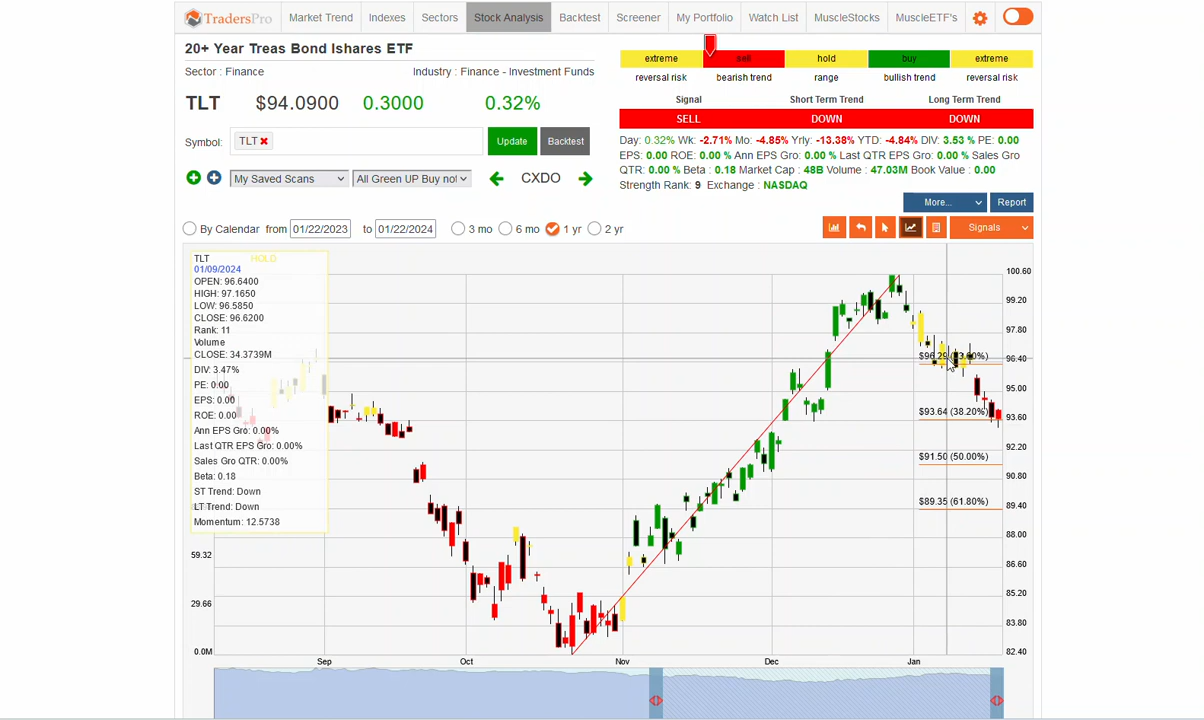 TradersPro Market Trend Indexes Sectors Stock Analysis Backtest Screener My Portfolio Watch List MuscleStocks MuscleETF's
20+ Year Treas Bond Ishares ETF
Sector : Finance Industry : Finance - Investment Funds
TLT $94.0900 0.3000 0.32%
Symbol: TLT Update Backtest
My Saved Scans All Green UP Buy not CXDO
extreme sell hold buy extreme
reversal risk bearish trend range bullish trend reversal risk
Signal Short Term Trend Long Term Trend
SELL DOWN DOWN
Day: 0.32% Wk: -2.71% Mo: -4.85% Yrly: -13.38% YTD: -4.84% DIV: 3.53 % PE: 0.00
EPS: 0.00 ROE: 0.00 % Ann EPS Gro: 0.00 % Last QTR EPS Gro: 0.00 % Sales Gro
QTR: 0.00 % Beta : 0.18 Market Cap : 48B Volume : 47.03M Book Value : 0.00
Strength Rank: 9 Exchange : NASDAQ
More... Report
By Calendar from 01/22/2023 to 01/22/2024 3 mo 6 mo 1 yr 2 yr Signals
TLT HOLD
01/09/2024
OPEN: 96.6400
HIGH: 97.1650
LOW: 96.5850
CLOSE: 96.6200
Rank: 11
Volume
CLOSE: 34.3739M
DIV: 3.47%
PE: 0.00
EPS: 0.00
ROE: 0.00
Ann EPS Gro: 0.00%
Last QTR EPS Gro: 0.00%
Sales Gro QTR: 0.00%
Beta: 0.18
ST Trend: Down
LT Trend: Down
Momentum: 12.5738
59.32
29.66
0.0M
$96.29 (23.60%)
$93.64 (38.20%)
$91.50 (50.00%)
$89.35 (61.80%)
100.60
99.20
97.80
96.40
95.00
93.60
92.20
90.80
89.40
88.00
86.60
85.20
83.80
82.40
Sep Oct Nov Dec Jan